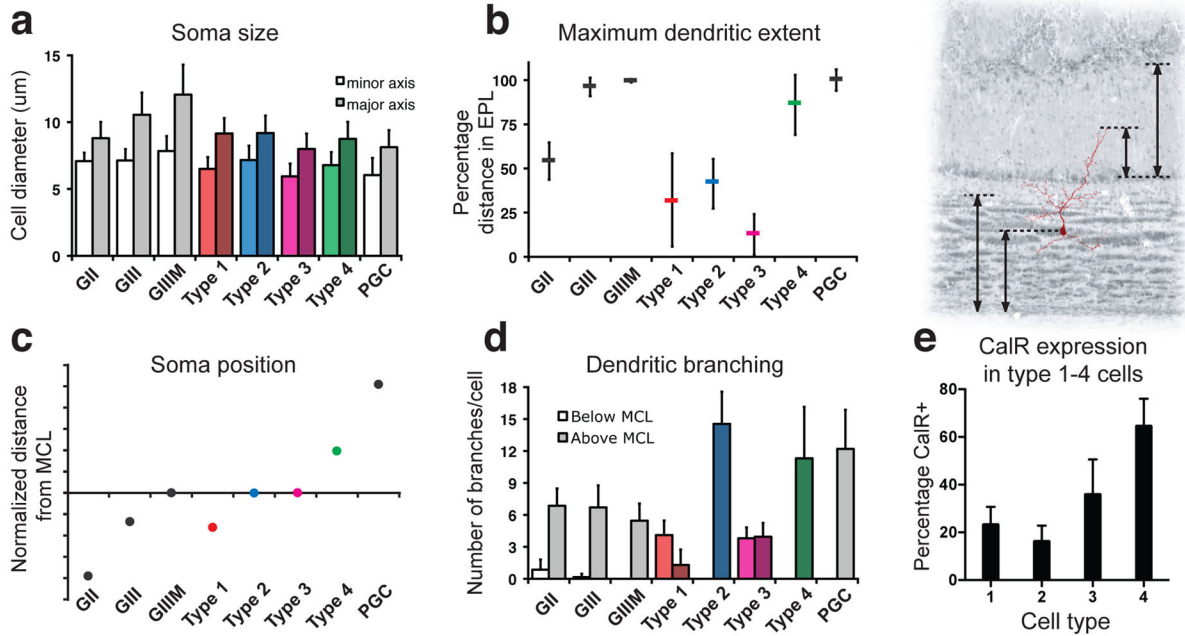 a
Soma size
Cell diameter (um)
15
10
5
0
minor axis
major axis
GII
GIII
GIIIM
Type 1
Type 2
Type 3
Type 4
PGC
b
Maximum dendritic extent
Percentage
distance in EPL
100
75
50
25
0
GII
GIII
GIIIM
Type 1
Type 2
Type 3
Type 4
PGC
c
Soma position
Normalized distance
from MCL
GII
GIII
GIIIM
Type 1
Type 2
Type 3
Type 4
PGC
d
Dendritic branching
Number of branches/cell
18
15
12
9
6
3
0
Below MCL
Above MCL
GII
GIII
GIIIM
Type 1
Type 2
Type 3
Type 4
PGC
e
CalR expression
in type 1-4 cells
Percentage CalR+
80
60
40
20
0
1 2 3 4
Cell type